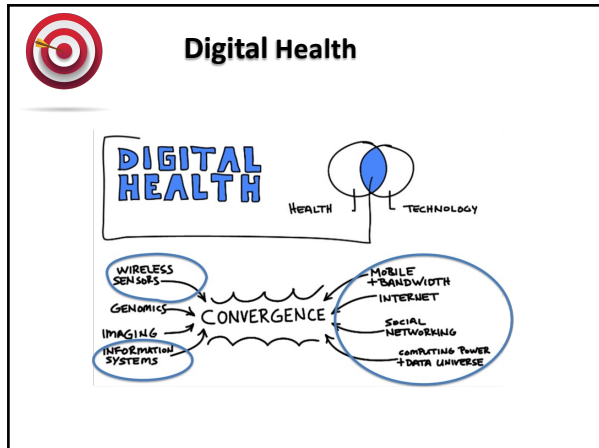 Digital Health
DIGITAL
HEALTH
HEALTH
TECHNOLOGY
WIRELESS
SENSORS
GENOMICS
IMAGING
INFORMATION
SYSTEMS
CONVERGENCE
MOBILE
+BANDWIDTH
INTERNET
SOCIAL
NETWORKING
COMPUTING POWER
+DATA UNIVERSE